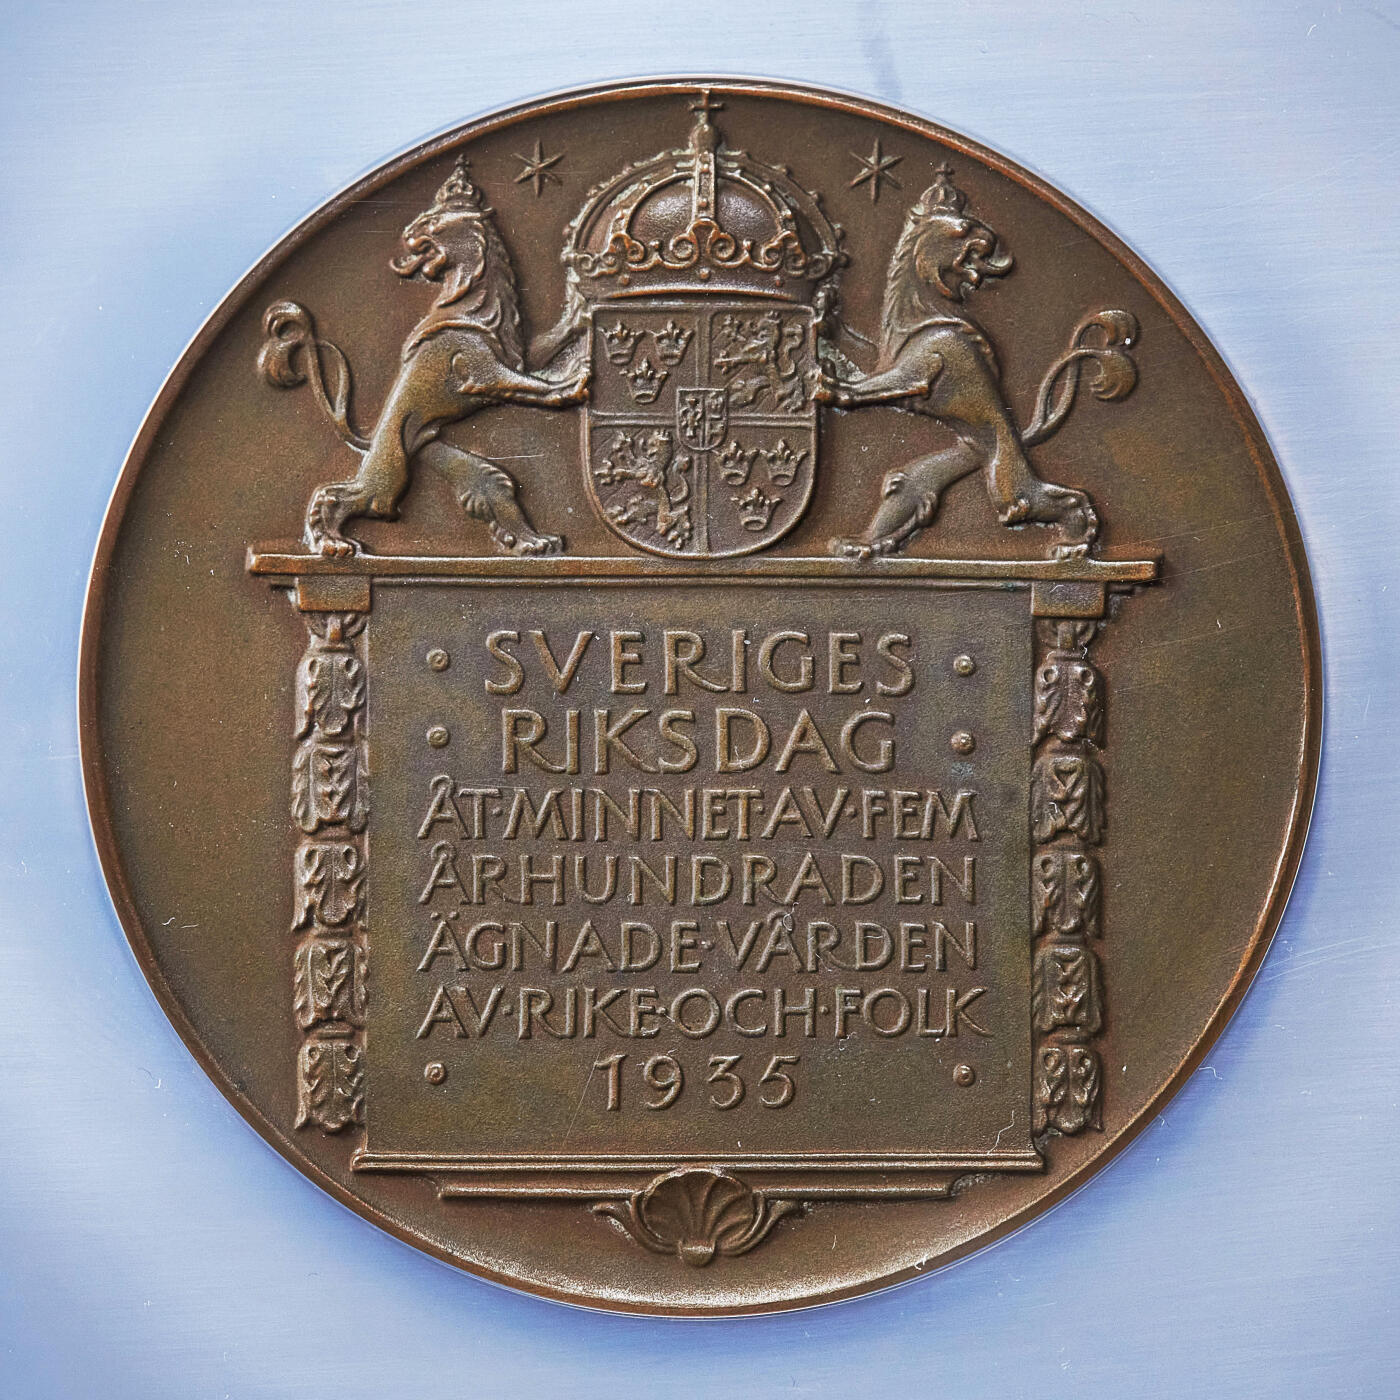 · SVERIGES ·
· RIKSDAG ·
ÅT·MINNET·AV·FEM
ÅRHUNDRADEN
ÄGNADE·VÅRDEN
AV·RIKE·OCH·FOLK
· 1935 ·